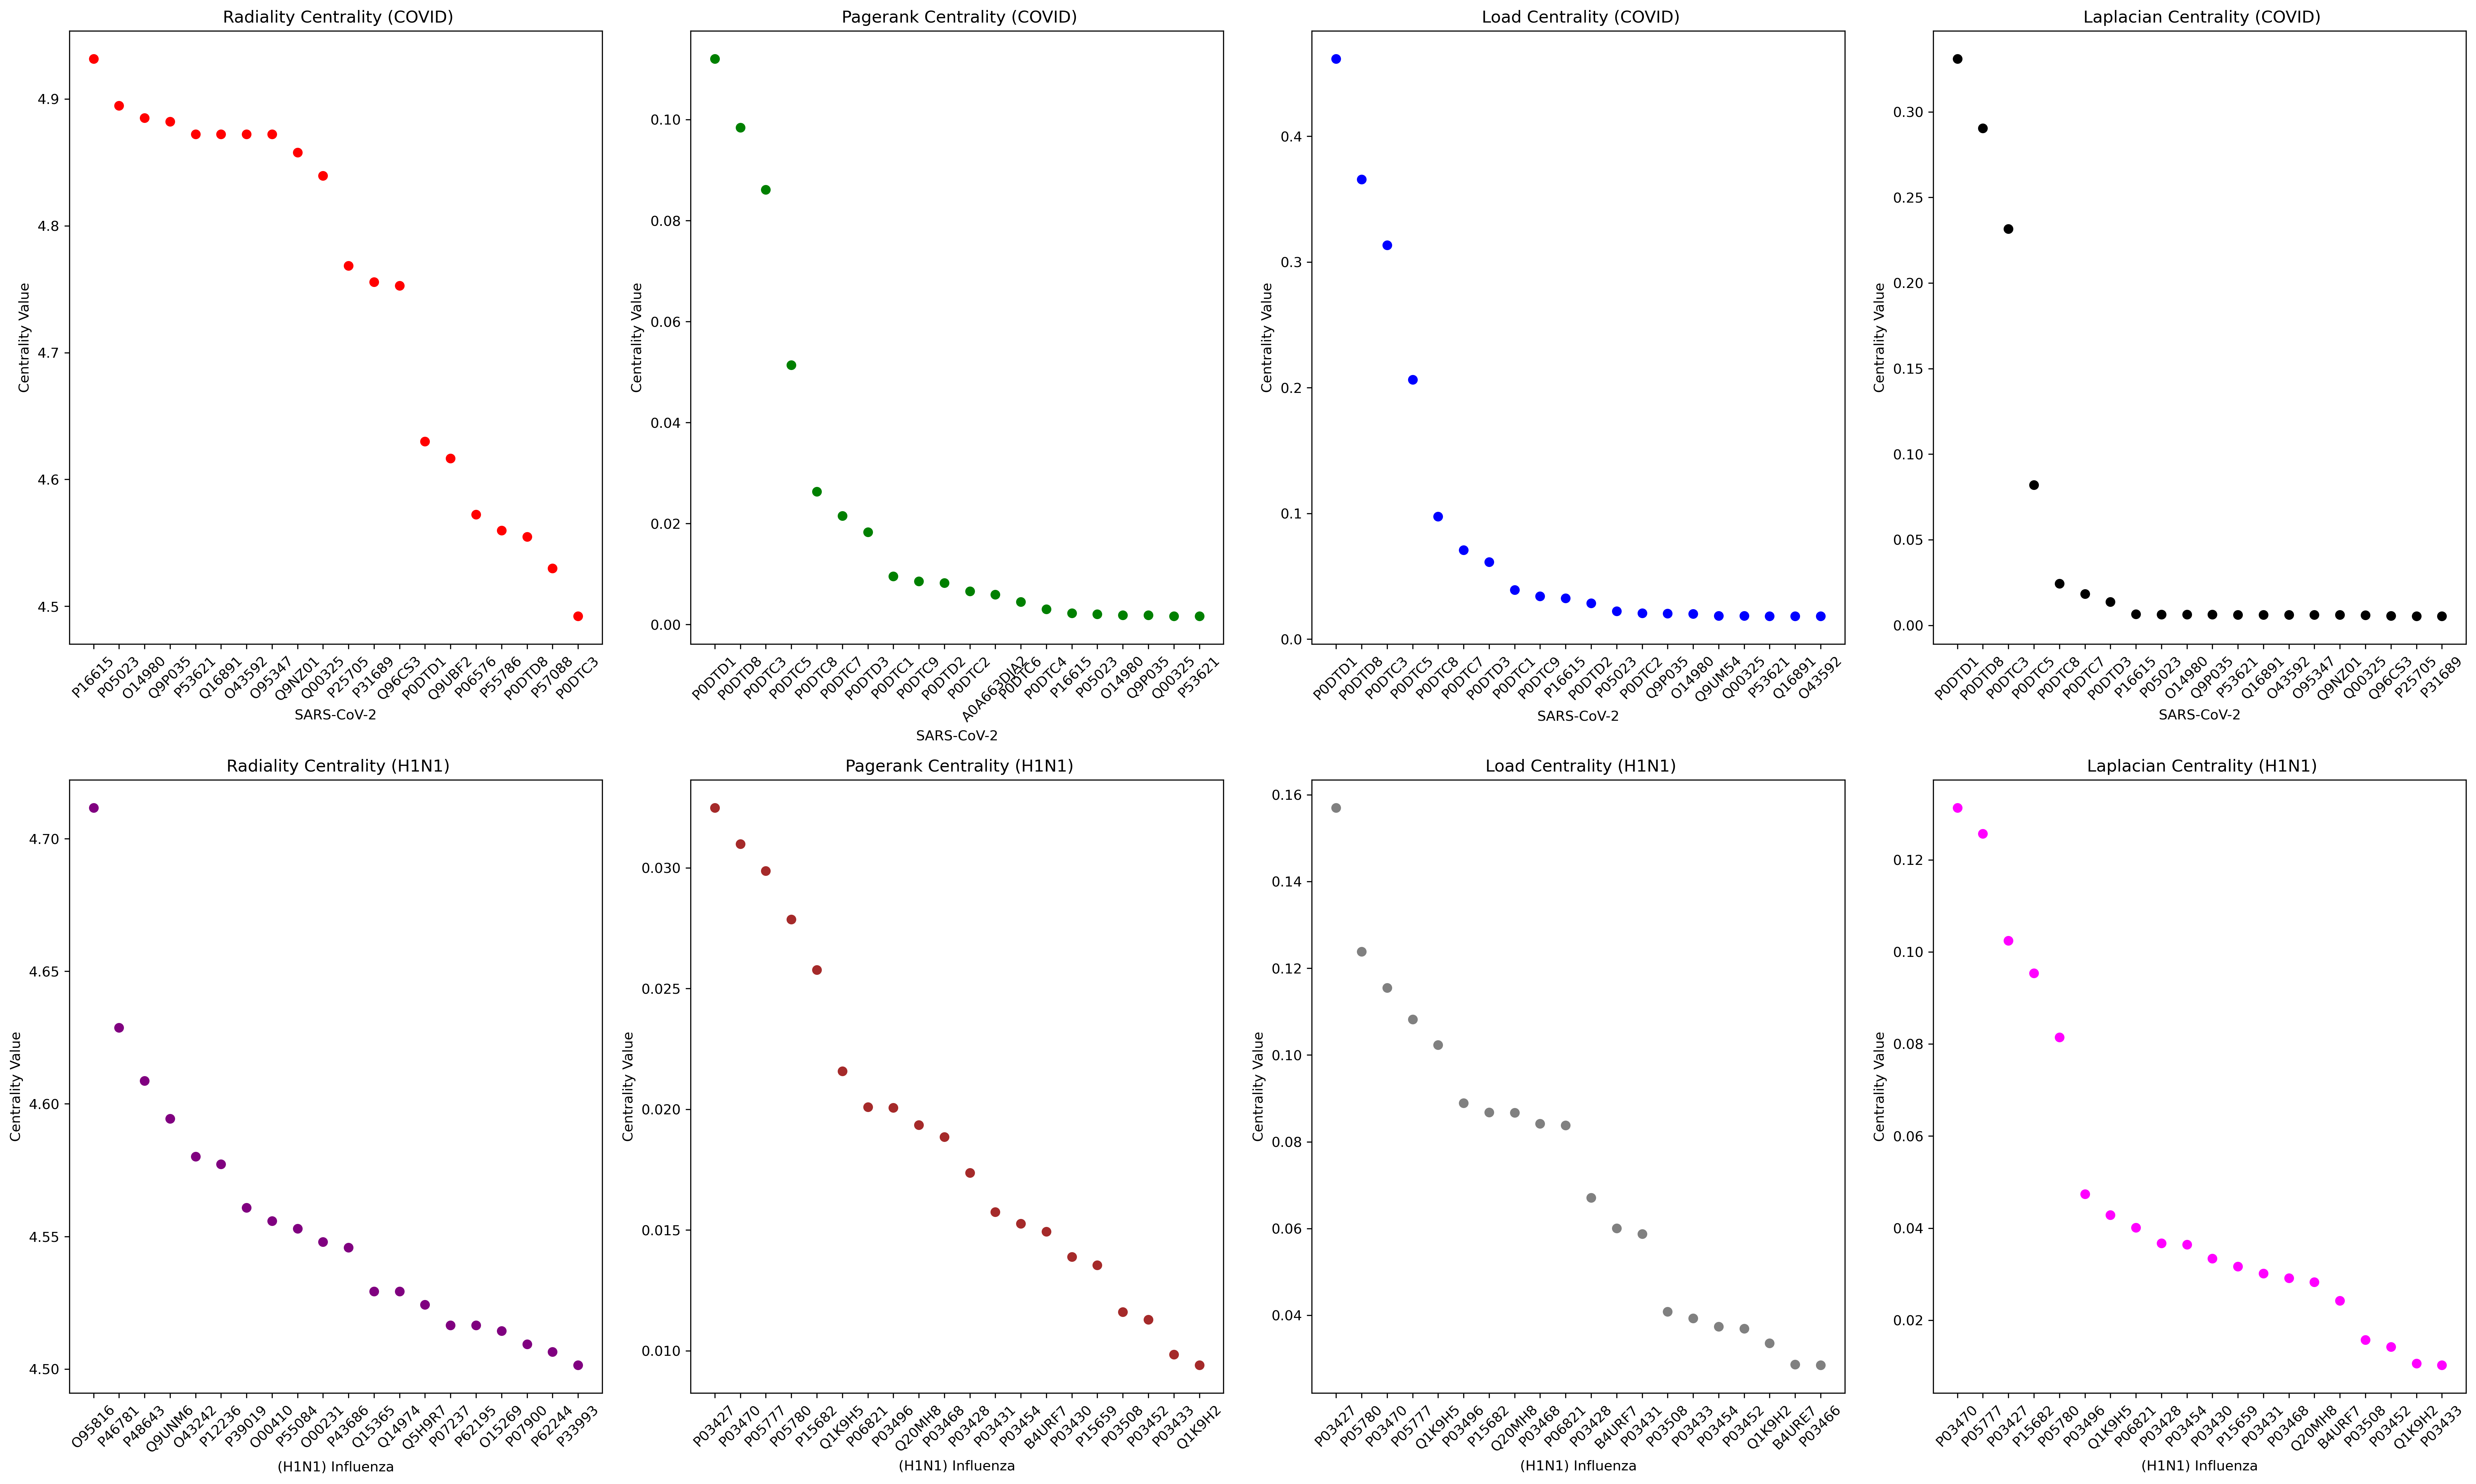 Radiality Centrality (COVID)
Centrality Value
4.9
4.8
4.7
4.6
4.5
P16615
P05023
O14980
Q9P035
P53621
Q16891
O43592
O95347
Q9NZ01
Q00325
P25705
P31689
Q96CS3
P0DTD1
Q9UBF2
P06576
P55786
P0DTD8
P57088
P0DTC3
SARS-CoV-2
Pagerank Centrality (COVID)
Centrality Value
0.10
0.08
0.06
0.04
0.02
0.00
P0DTD1
P0DTD8
P0DTC3
P0DTC5
P0DTC8
P0DTC7
P0DTD3
P0DTC1
P0DTC9
P0DTD2
P0DTC2
A0A663DJA2
P0DTC6
P0DTC4
P16615
P05023
O14980
Q9P035
Q00325
P53621
SARS-CoV-2
Load Centrality (COVID)
Centrality Value
0.4
0.3
0.2
0.1
0.0
P0DTD1
P0DTD8
P0DTC3
P0DTC5
P0DTC8
P0DTC7
P0DTD3
P0DTC1
P0DTC9
P16615
P0DTD2
P05023
P0DTC2
Q9P035
O14980
Q9UM54
Q00325
P53621
Q16891
O43592
SARS-CoV-2
Laplacian Centrality (COVID)
Centrality Value
0.30
0.25
0.20
0.15
0.10
0.05
0.00
P0DTD1
P0DTD8
P0DTC3
P0DTC5
P0DTC8
P0DTC7
P0DTD3
P16615
P05023
O14980
Q9P035
P53621
Q16891
O43592
O95347
Q9NZ01
Q00325
Q96CS3
P25705
P31689
SARS-CoV-2
Radiality Centrality (H1N1)
Centrality Value
4.70
4.65
4.60
4.55
4.50
O95816
P46781
P48643
Q9UNM6
O43242
P12236
P39019
O00410
P55084
O00231
P43686
Q15365
Q14974
Q5H9R7
P07237
P62195
O15269
P07900
P62244
P33993
(H1N1) Influenza
Pagerank Centrality (H1N1)
Centrality Value
0.030
0.025
0.020
0.015
0.010
P03427
P03470
P05777
P05780
P15682
Q1K9H5
P06821
P03496
Q20MH8
P03468
P03428
P03431
P03454
B4URF7
P03430
P15659
P03508
P03452
P03433
Q1K9H2
(H1N1) Influenza
Load Centrality (H1N1)
Centrality Value
0.16
0.14
0.12
0.10
0.08
0.06
0.04
P03427
P05780
P03470
P05777
Q1K9H5
P03496
P15682
Q20MH8
P03468
P06821
P03428
B4URF7
P03431
P03508
P03433
P03454
P03452
Q1K9H2
B4URE7
P03466
(H1N1) Influenza
Laplacian Centrality (H1N1)
Centrality Value
0.12
0.10
0.08
0.06
0.04
0.02
P03470
P05777
P03427
P15682
P05780
P03496
Q1K9H5
P06821
P03428
P03454
P03430
P15659
P03431
P03468
Q20MH8
B4URF7
P03508
P03452
Q1K9H2
P03433
(H1N1) Influenza